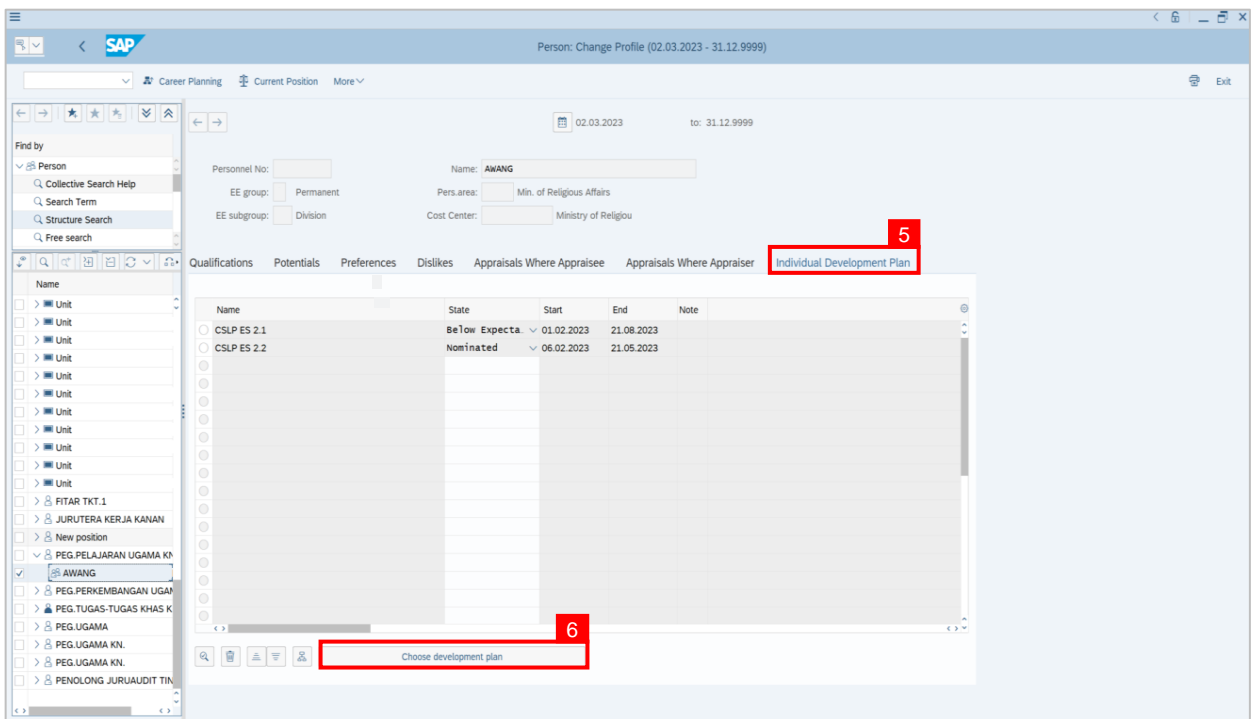 SAP
Person: Change Profile (02.03.2023 - 31.12.9999)
Career Planning Current Position More
Exit
02.03.2023 to: 31.12.9999
Find by
Person
Collective Search Help
Search Term
Structure Search
Free search
Personnel No: Name: AWANG
EE group: Permanent Pers.area: Min. of Religious Affairs
EE subgroup: Division Cost Center: Ministry of Religiou
5
Qualifications Potentials Preferences Dislikes Appraisals Where Appraisee Appraisals Where Appraiser Individual Development Plan
Name
Unit
Unit
Unit
Unit
Unit
Unit
Unit
Unit
Unit
Unit
Unit
FITAR TKT.1
JURUTERA KERJA KANAN
New position
PEG.PELAJARAN UGAMA KN
AWANG
PEG.PERKEMBANGAN UGAM
PEG.TUGAS-TUGAS KHAS K
PEG.UGAMA
PEG.UGAMA KN.
PEG.UGAMA KN.
PENOLONG JURUAUDIT TIN
Name State Start End Note
CSLP ES 2.1 Below Expecta. 01.02.2023 21.08.2023
CSLP ES 2.2 Nominated 06.02.2023 21.05.2023
6
Choose development plan